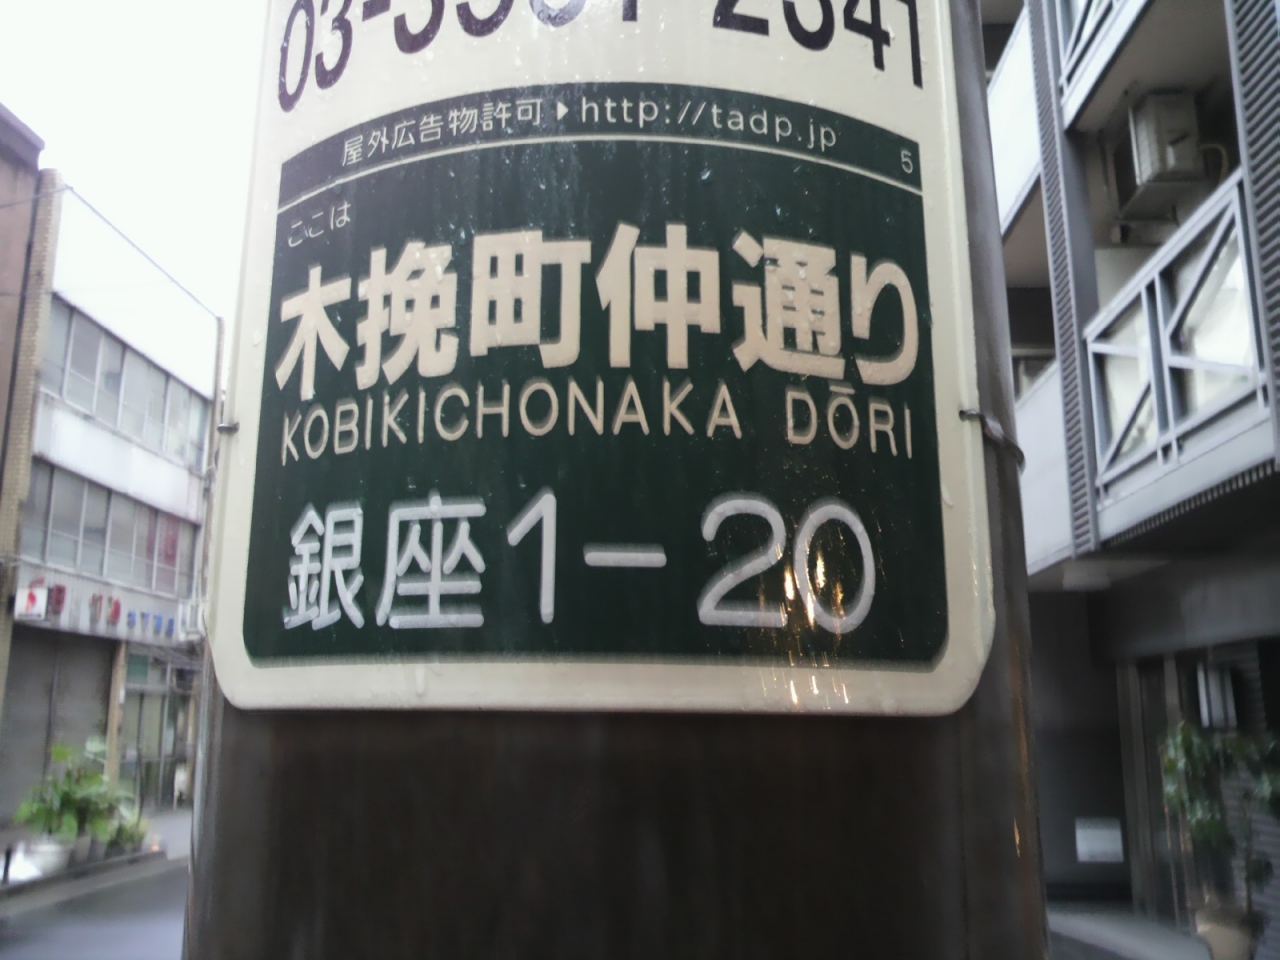 屋外広告物許可▶http://tadp.jp
5
ここは
木挽町仲通り
KOBIKICHONAKA DŌRI
銀座1-20